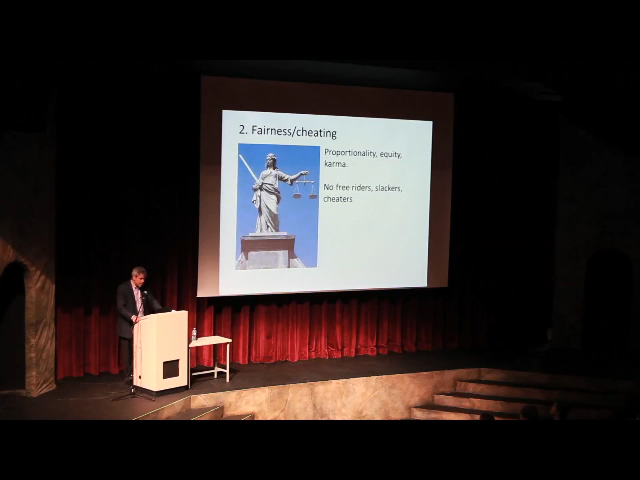 2. Fairness/cheating
Proportionality, equity,
karma.
No free riders, slackers,
cheaters